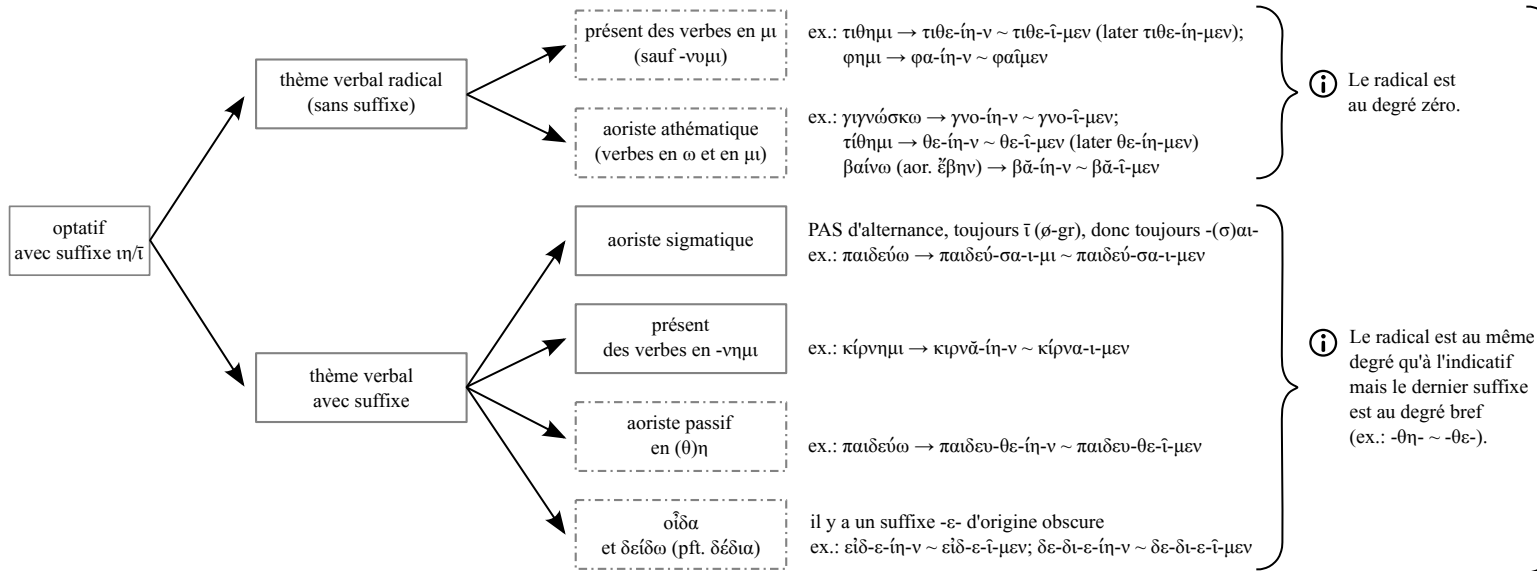 optatif
avec suffixe ιη/ῑ
thème verbal radical
(sans suffixe)
présent des verbes en μι
(sauf -νυμι)
ex.: τιθημι → τιθε-ίη-ν ~ τιθε-ῖ-μεν (later τιθε-ίη-μεν);
φημι → φα-ίη-ν ~ φαῖμεν
aoriste athématique
(verbes en ω et en μι)
ex.: γιγνώσκω → γνο-ίη-ν ~ γνο-ῖ-μεν;
τίθημι → θε-ίη-ν ~ θε-ῖ-μεν (later θε-ίη-μεν)
βαίνω (aor. ἔβην) → βᾰ-ίη-ν ~ βᾰ-ῖ-μεν
Le radical est
au degré zéro.
thème verbal
avec suffixe
aoriste sigmatique
PAS d'alternance, toujours ῑ (ø-gr), donc toujours -(σ)αι-
ex.: παιδεύω → παιδεύ-σα-ι-μι ~ παιδεύ-σα-ι-μεν
présent
des verbes en -νημι
ex.: κίρνημι → κιρνᾰ-ίη-ν ~ κίρνα-ι-μεν
aoriste passif
en (θ)η
ex.: παιδεύω → παιδευ-θε-ίη-ν ~ παιδευ-θε-ῖ-μεν
οἶδα
et δείδω (pft. δέδια)
il y a un suffixe -ε- d'origine obscure
ex.: εἰδ-ε-ίη-ν ~ εἰδ-ε-ῖ-μεν; δε-δι-ε-ίη-ν ~ δε-δι-ε-ῖ-μεν
Le radical est au même
degré qu'à l'indicatif
mais le dernier suffixe
est au degré bref
(ex.: -θη- ~ -θε-).